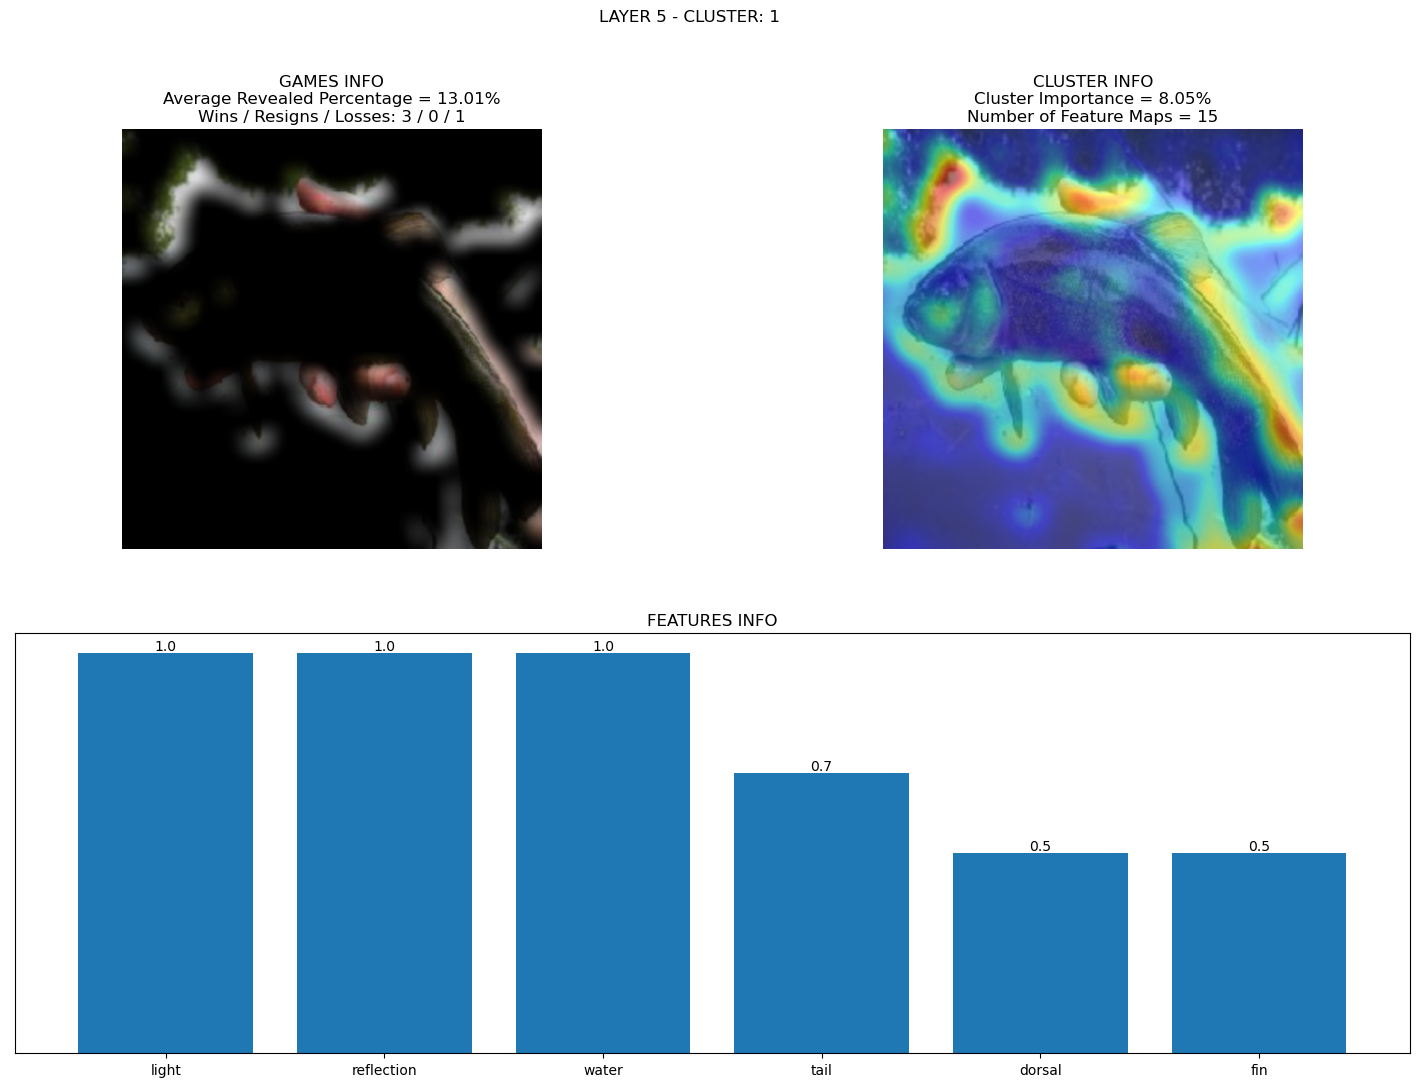 LAYER 5 - CLUSTER: 1
GAMES INFO
Average Revealed Percentage = 13.01%
Wins / Resigns / Losses: 3 / 0 / 1
CLUSTER INFO
Cluster Importance = 8.05%
Number of Feature Maps = 15
FEATURES INFO
1.0 1.0 1.0 0.7 0.5 0.5
light reflection water tail dorsal fin